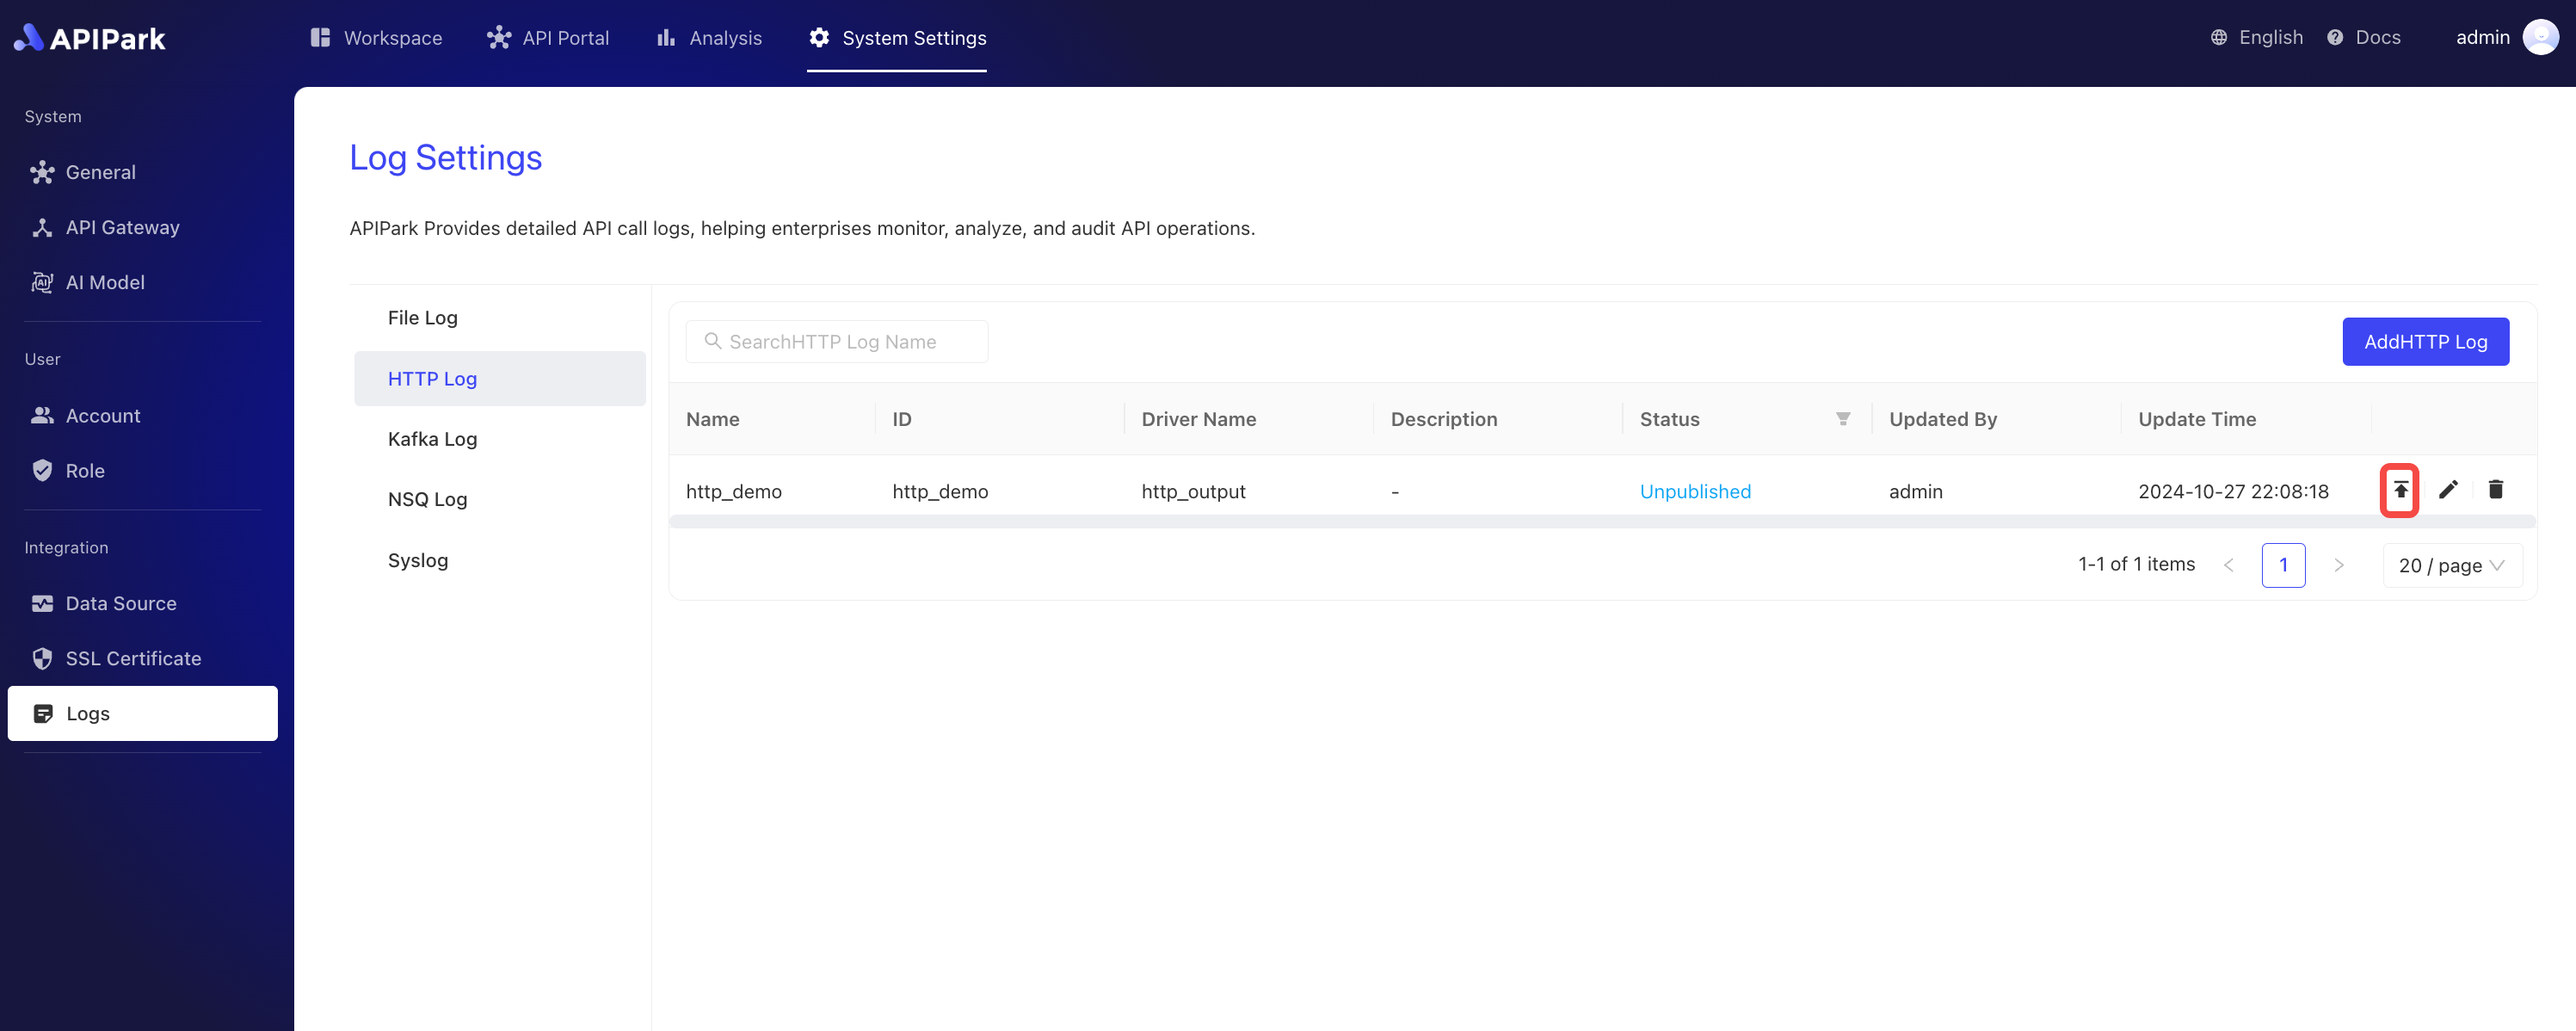 APIPark
Workspace
API Portal
Analysis
System Settings
English
Docs
admin
System
General
API Gateway
AI Model
User
Account
Role
Integration
Data Source
SSL Certificate
Logs
Log Settings
APIPark Provides detailed API call logs, helping enterprises monitor, analyze, and audit API operations.
File Log
HTTP Log
Kafka Log
NSQ Log
Syslog
SearchHTTP Log Name
AddHTTP Log
Name ID Driver Name Description Status Updated By Update Time
http_demo http_demo http_output - Unpublished admin 2024-10-27 22:08:18
1-1 of 1 items < 1 > 20 / page